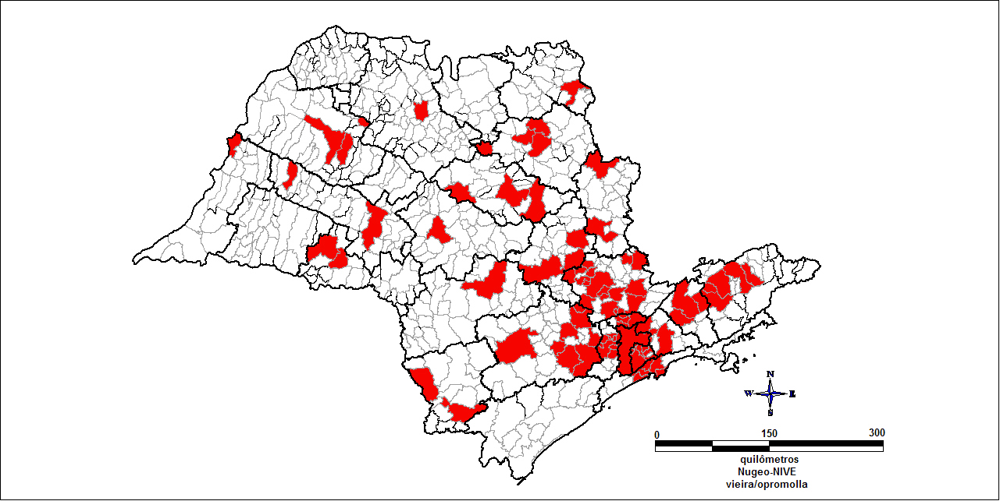 N
W E
S
0 150 300
quilômetros
Nugeo-NIVE
vieira/opromolla